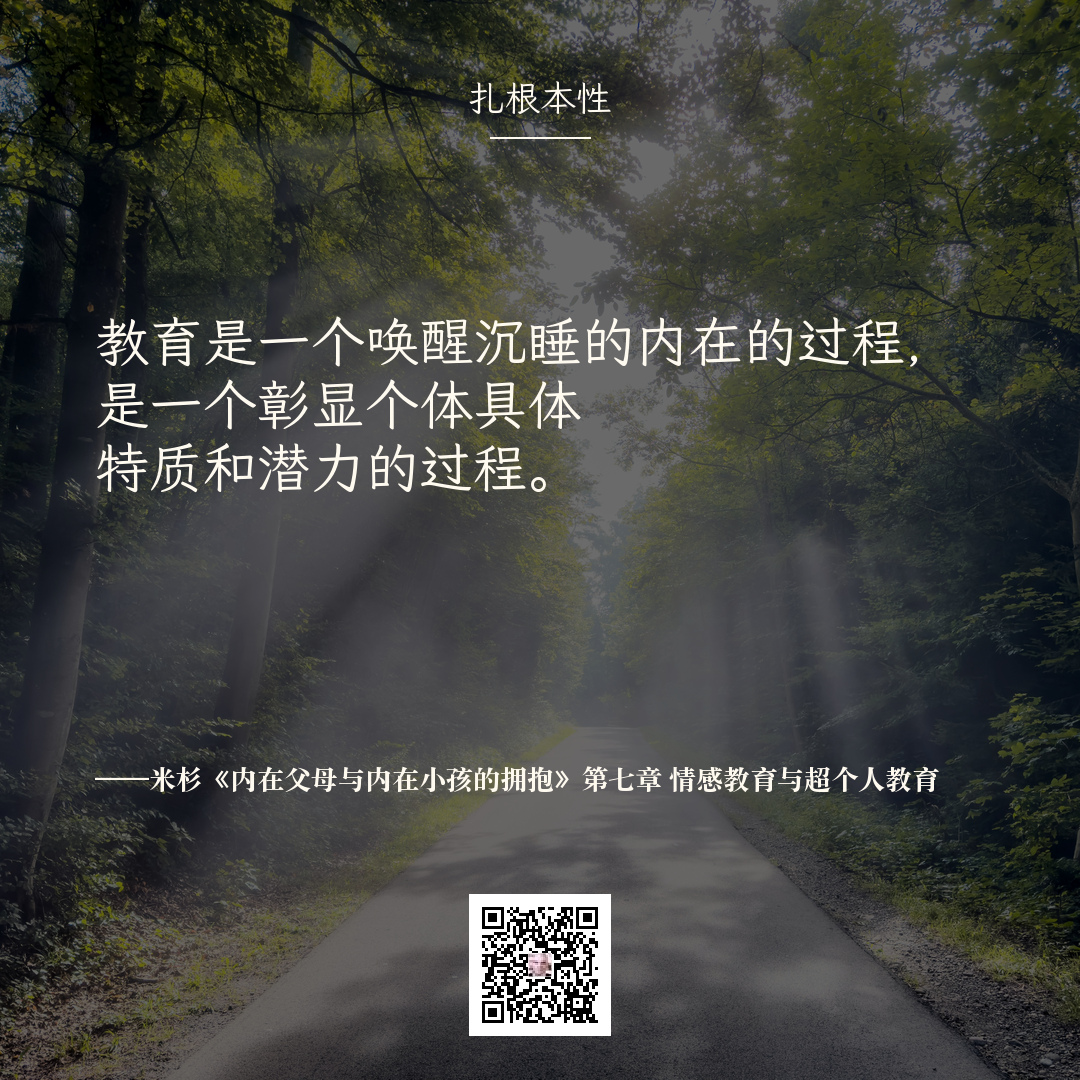 扎根本性
教育是一个唤醒沉睡的内在的过程,
是一个彰显个体具体
特质和潜力的过程。
——米杉《内在父母与内在小孩的拥抱》第七章 情感教育与超个人教育